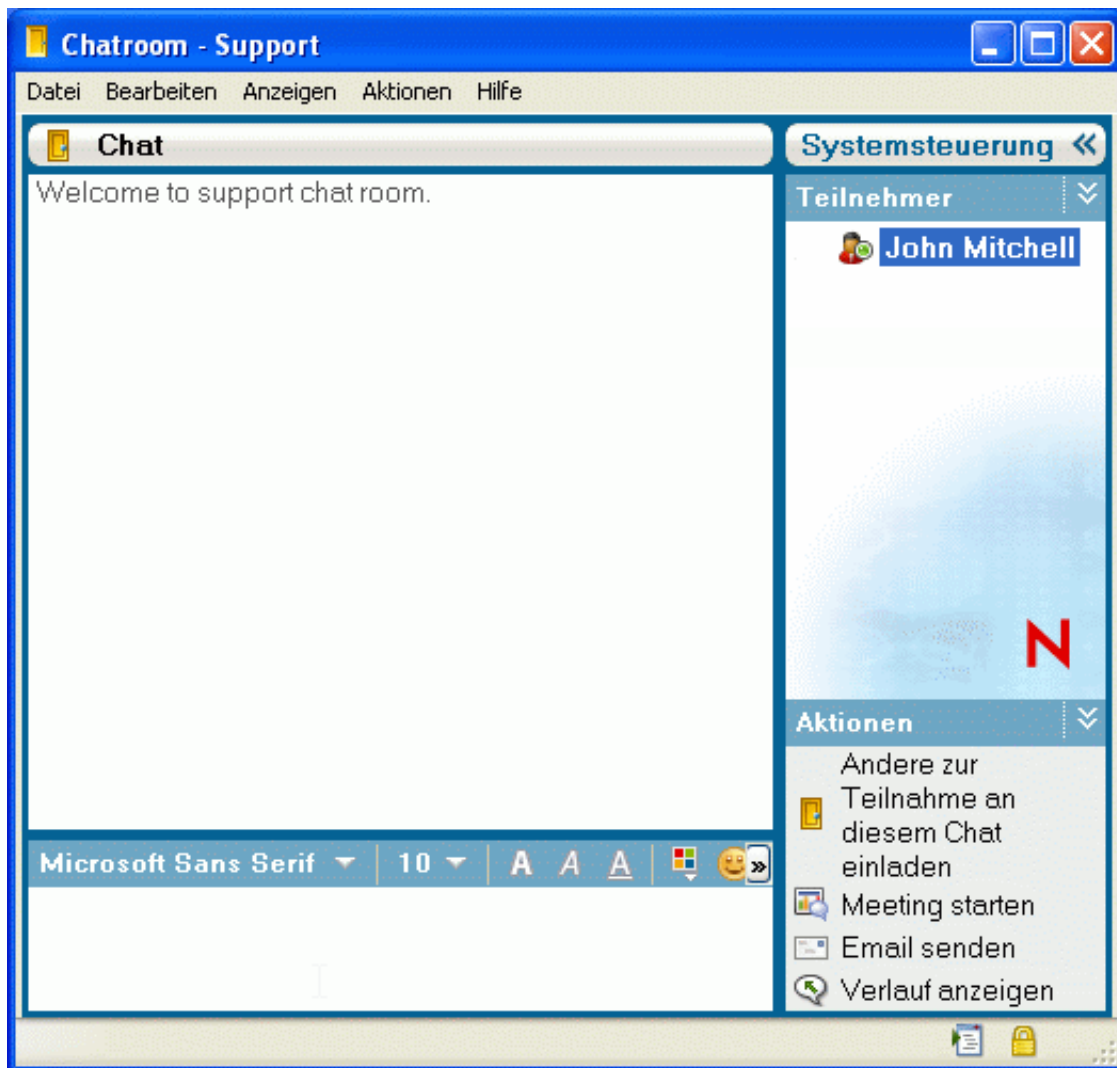 Chatroom - Support
Datei Bearbeiten Anzeigen Aktionen Hilfe
Chat
Welcome to support chat room.
Systemsteuerung
Teilnehmer
John Mitchell
N
Aktionen
Andere zur
Teilnahme an
diesem Chat
einladen
Meeting starten
Email senden
Verlauf anzeigen
Microsoft Sans Serif 10 A A A